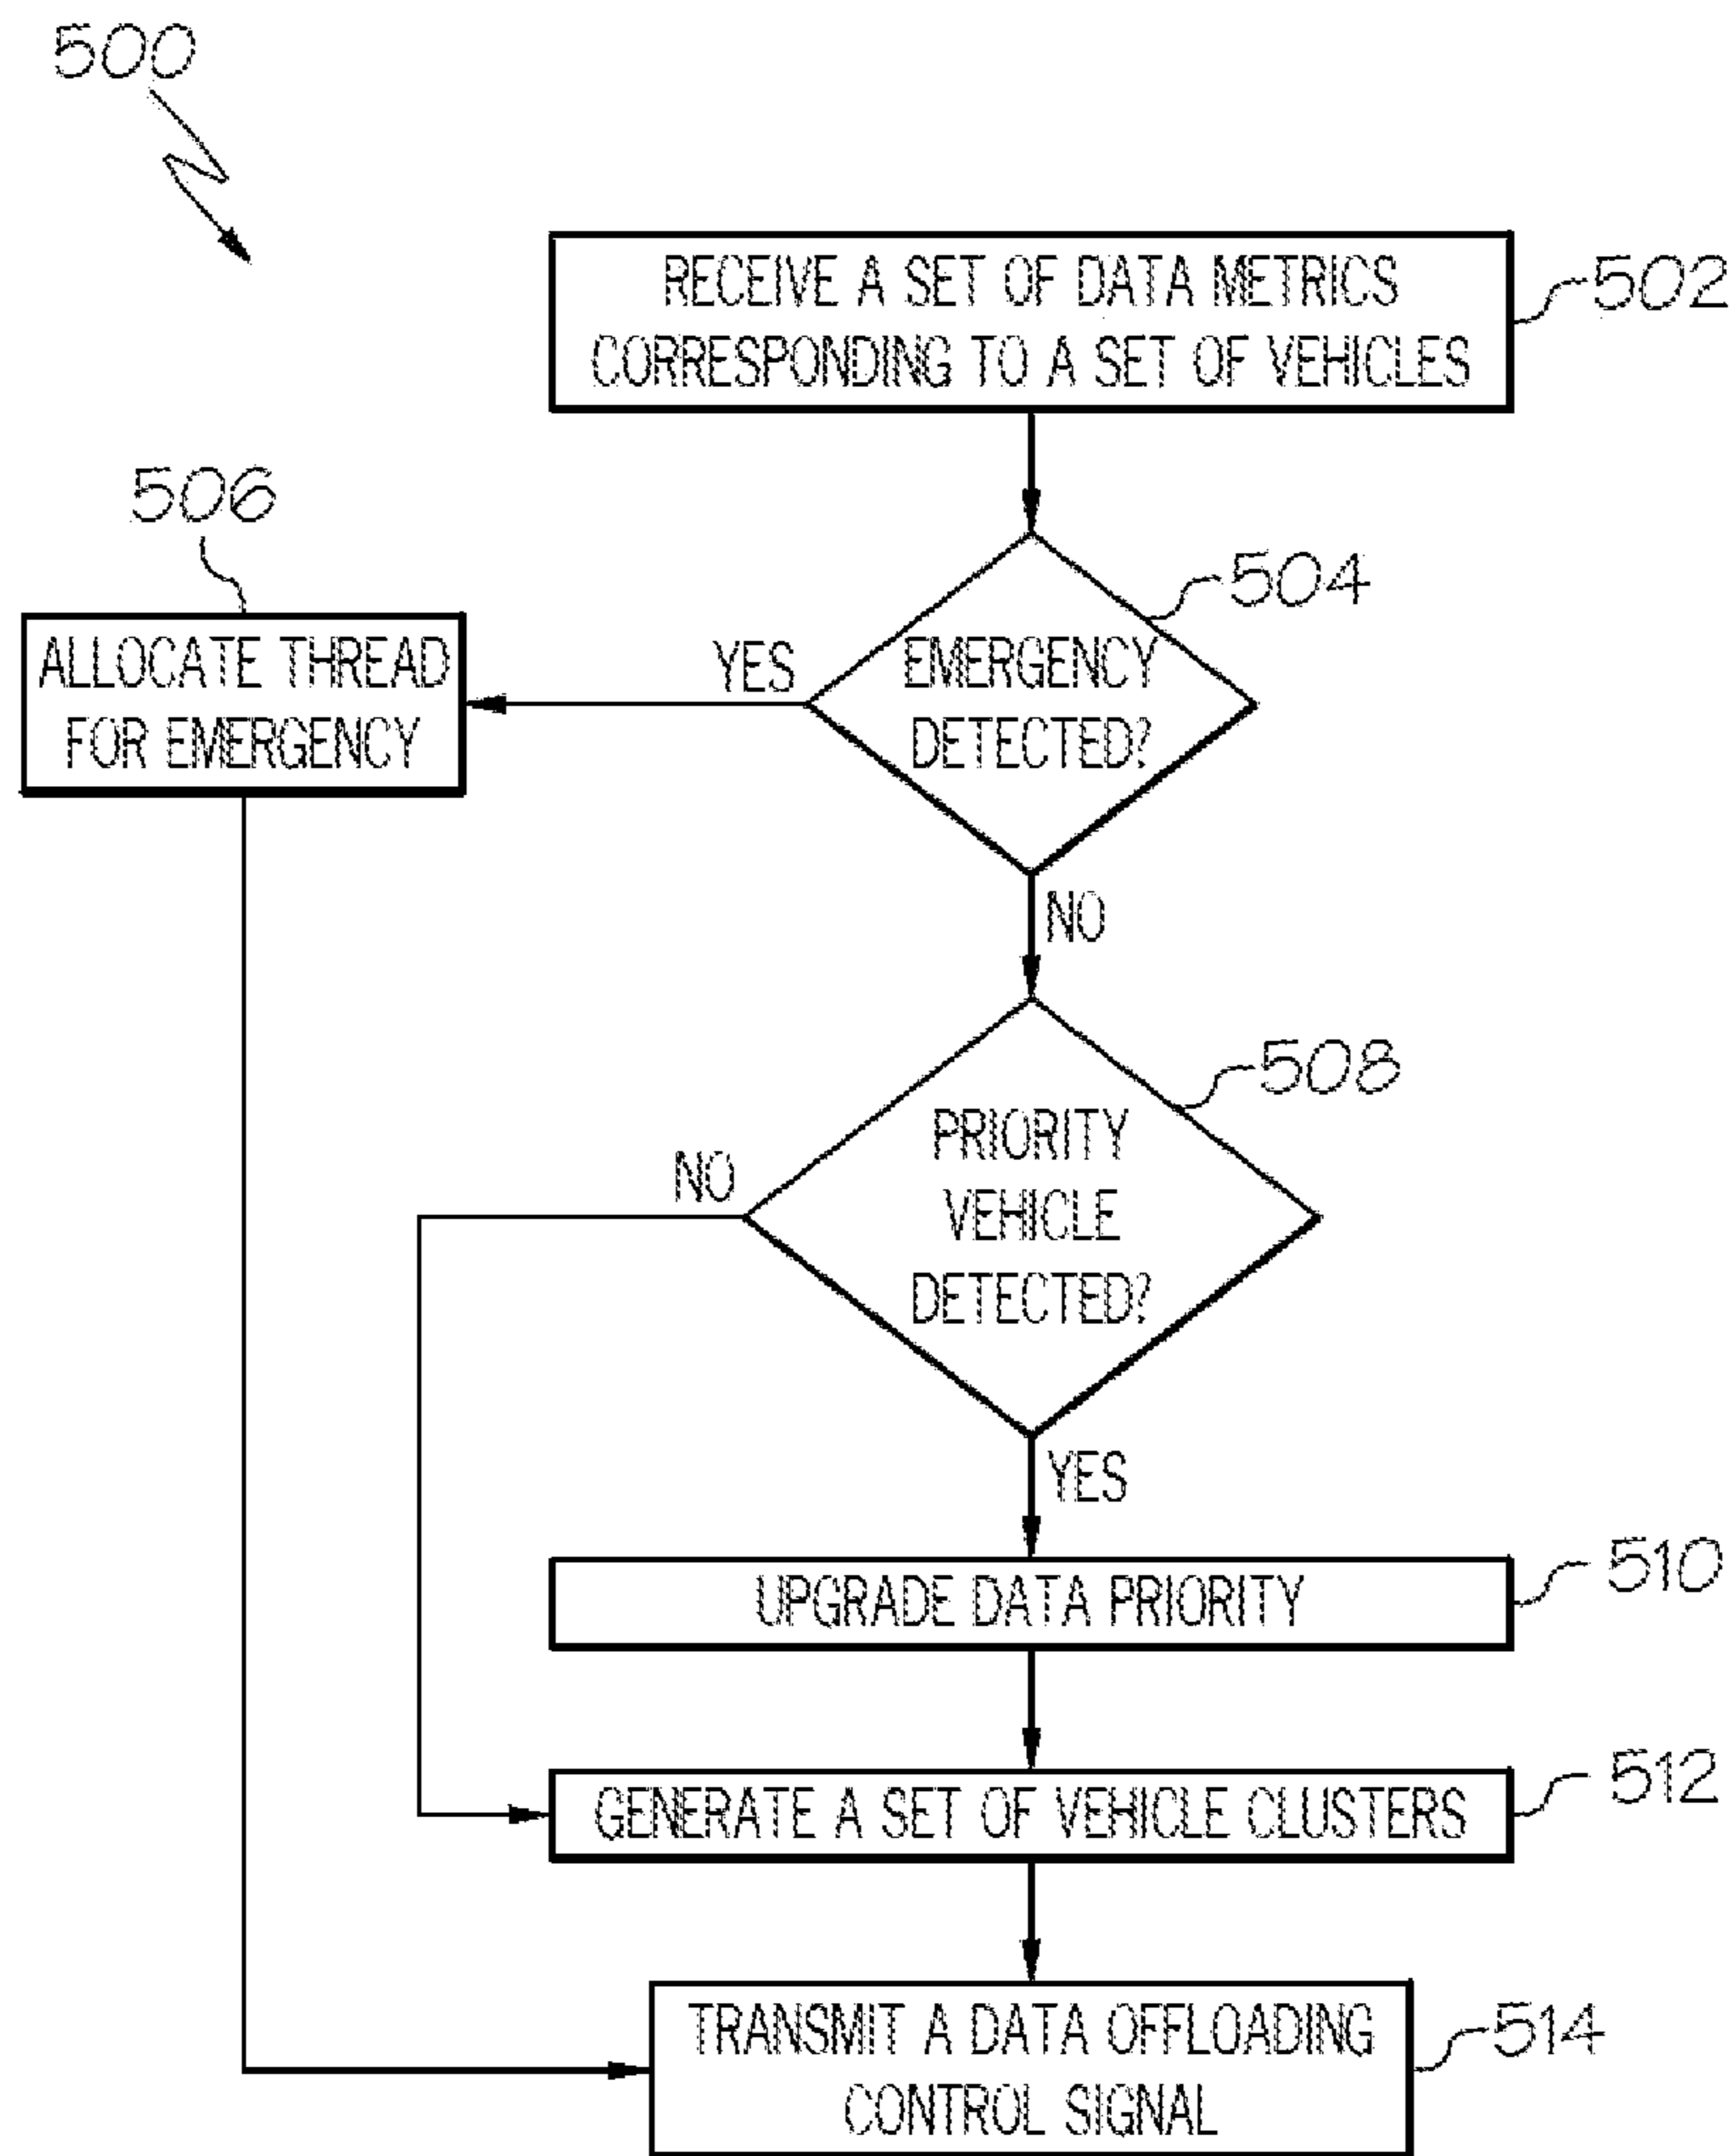 500
RECEIVE A SET OF DATA METRICS
CORRESPONDING TO A SET OF VEHICLES
502
506
504
ALLOCATE THREAD
FOR EMERGENCY
YES
EMERGENCY
DETECTED?
NO
508
PRIORITY
VEHICLE
DETECTED?
NO
YES
UPGRADE DATA PRIORITY
510
GENERATE A SET OF VEHICLE CLUSTERS
512
TRANSMIT A DATA OFFLOADING
CONTROL SIGNAL
514